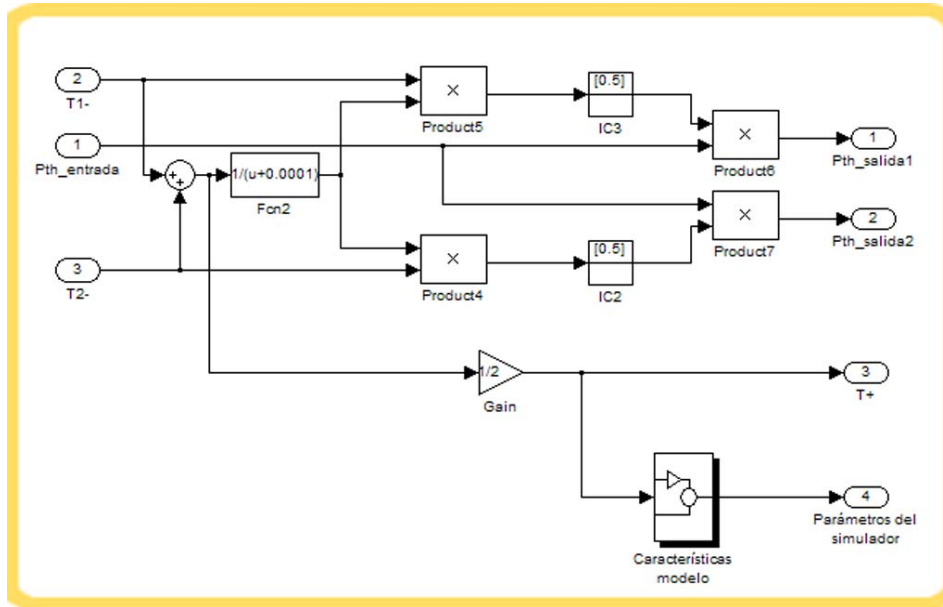 2
T1-
1
Pth_entrada
3
T2-
1/(u+0.0001)
Fcn2
Product5
Product4
[0.5]
IC3
[0.5]
IC2
Product6
Product7
1
Pth_salida1
2
Pth_salida2
1/2
Gain
3
T+
Características
modelo
4
Parámetros del
simulador